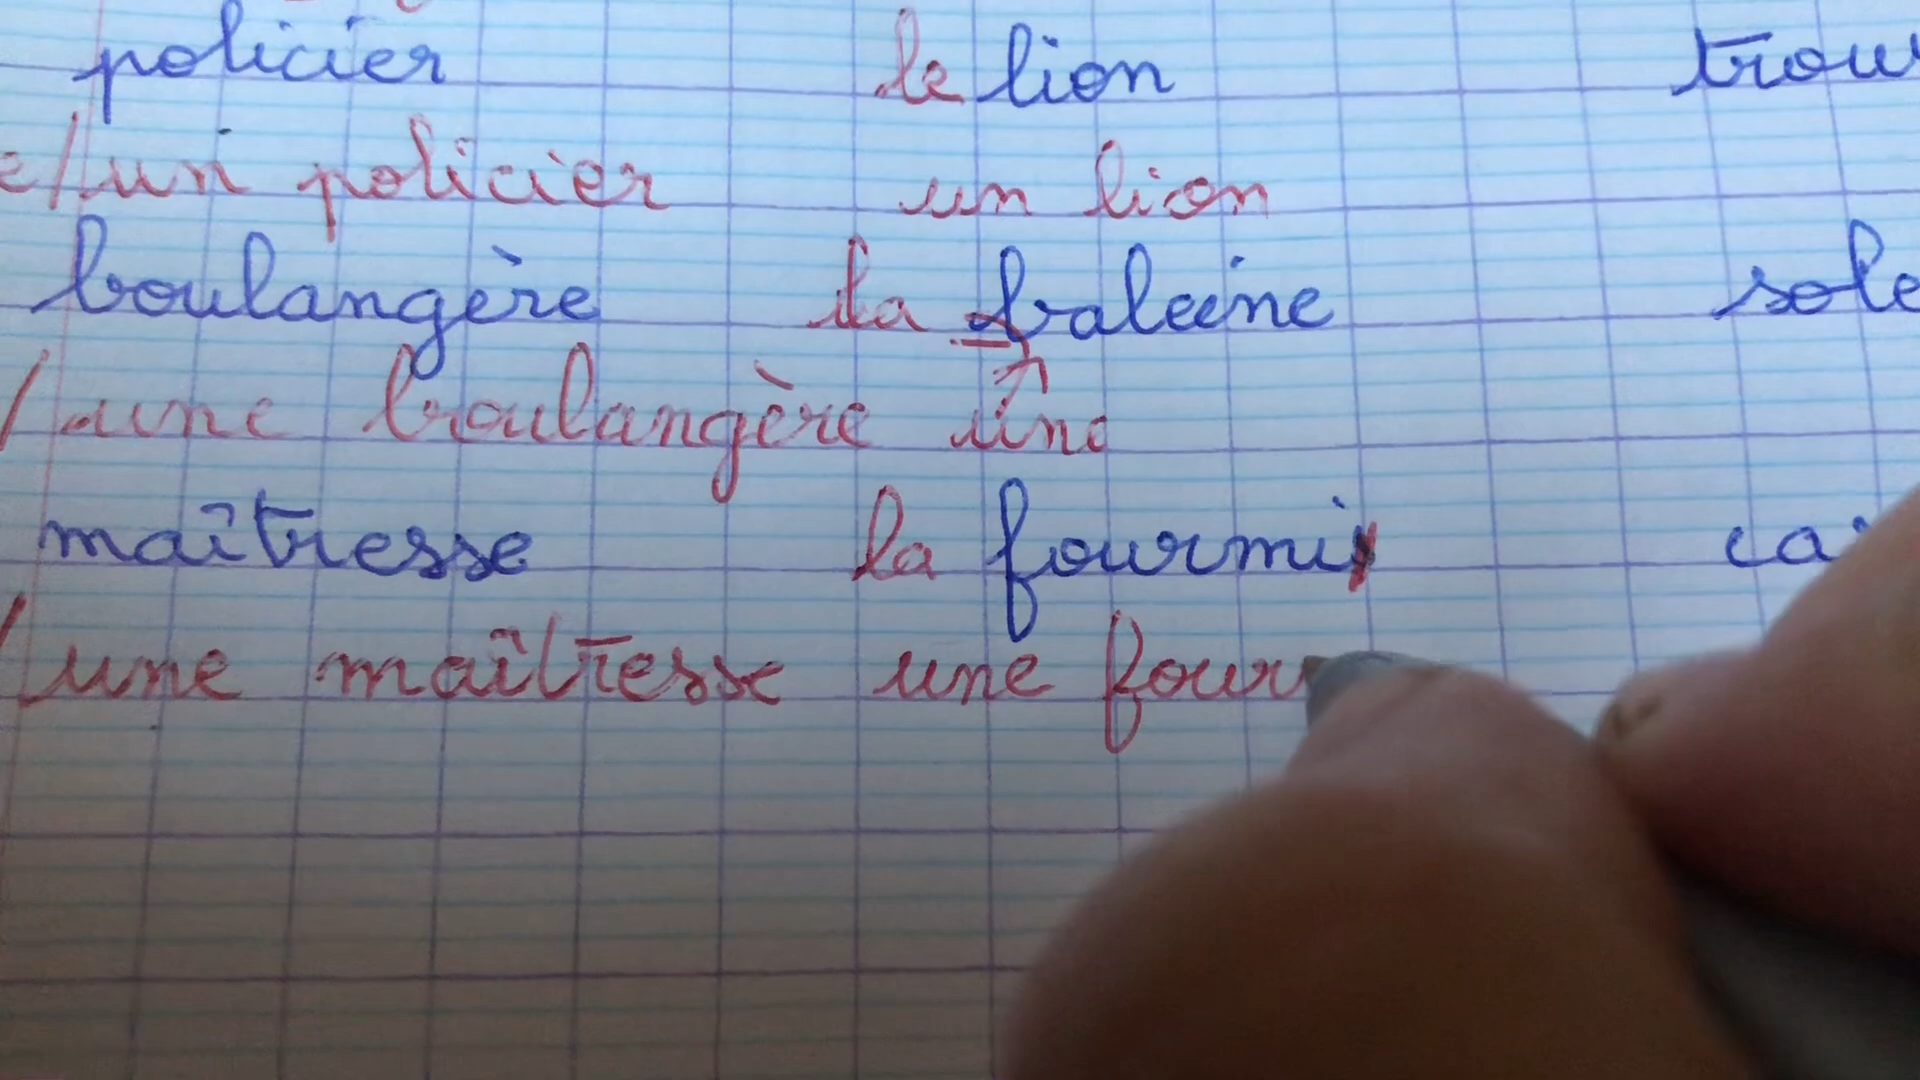 policier le lion trou
/un policier un lion
boulangère la baleine sole
/une boulangère une
maîtresse la fourmi cai
/une maîtresse une four